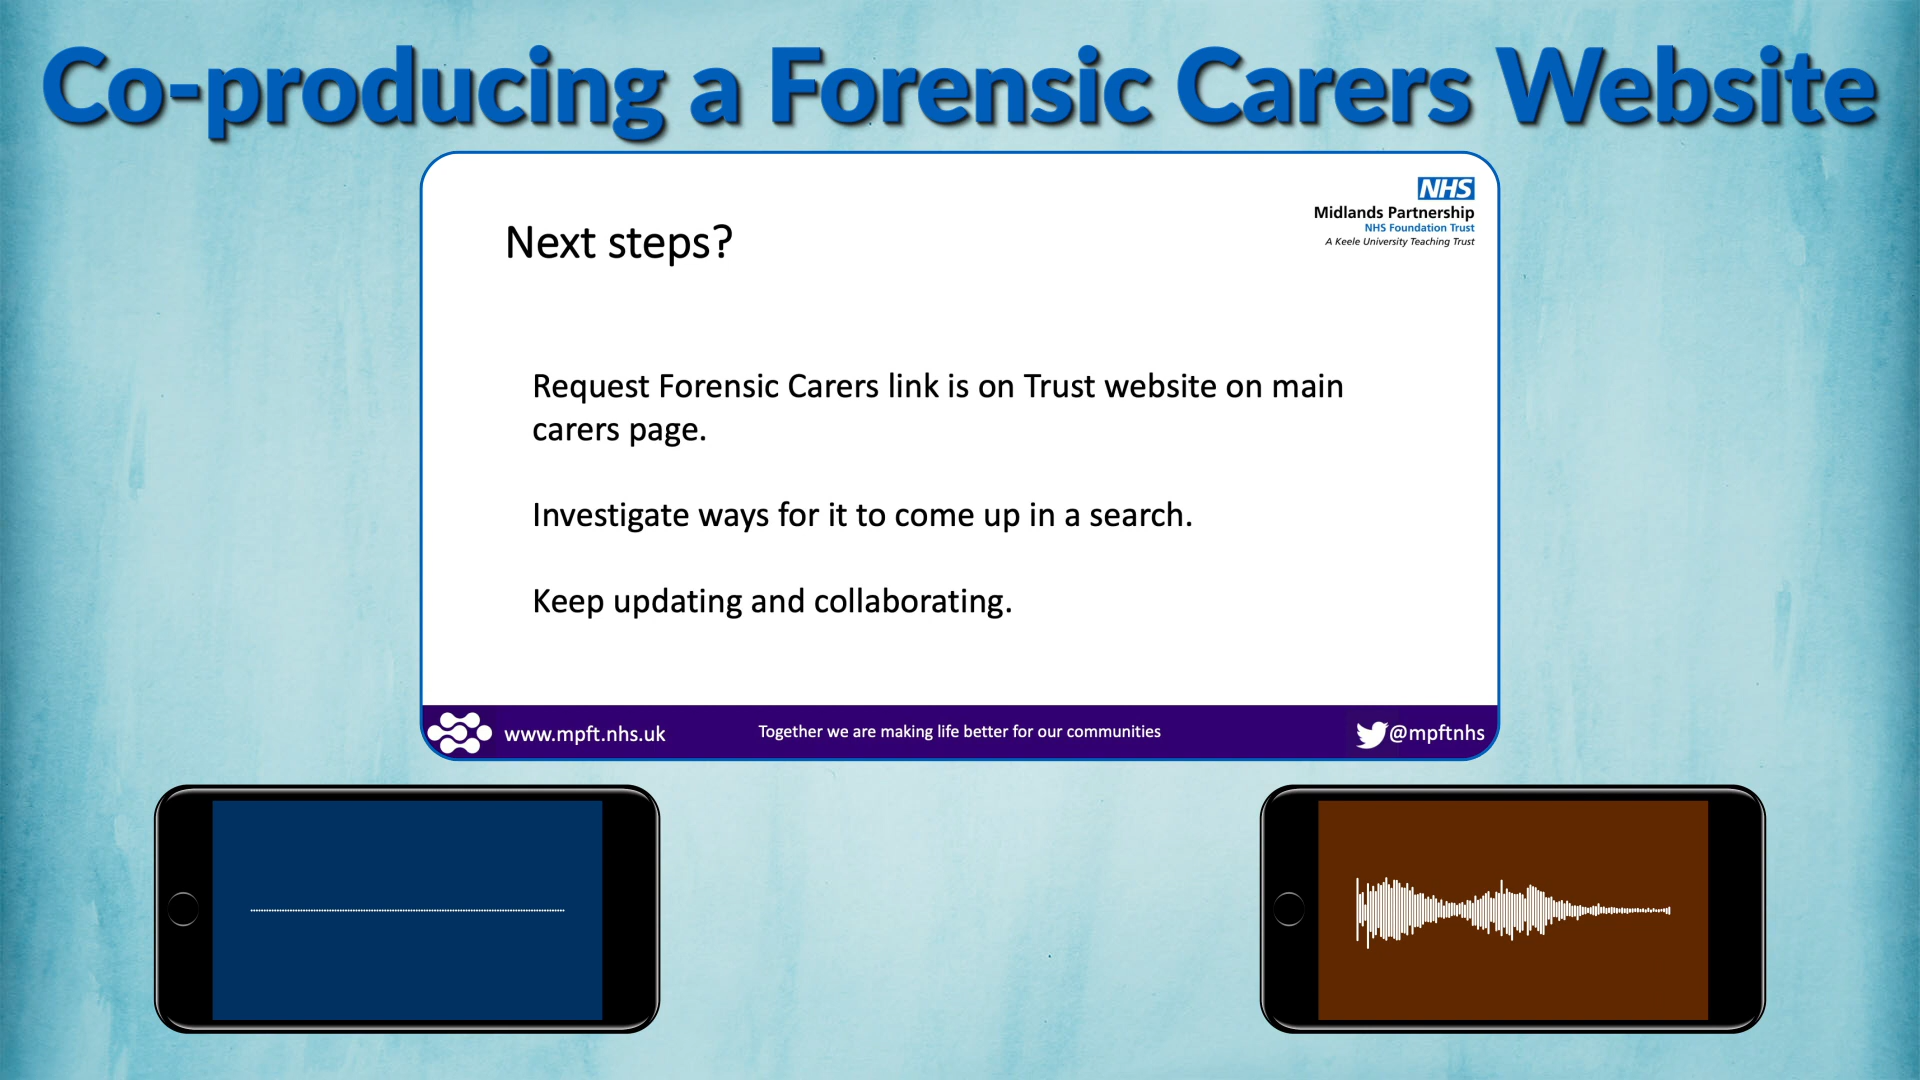 Co-producing a Forensic Carers Website
NHS
Midlands Partnership
NHS Foundation Trust
A Keele University Teaching Trust
Next steps?
Request Forensic Carers link is on Trust website on main
carers page.
Investigate ways for it to come up in a search.
Keep updating and collaborating.
www.mpft.nhs.uk
Together we are making life better for our communities
@mpftnhs